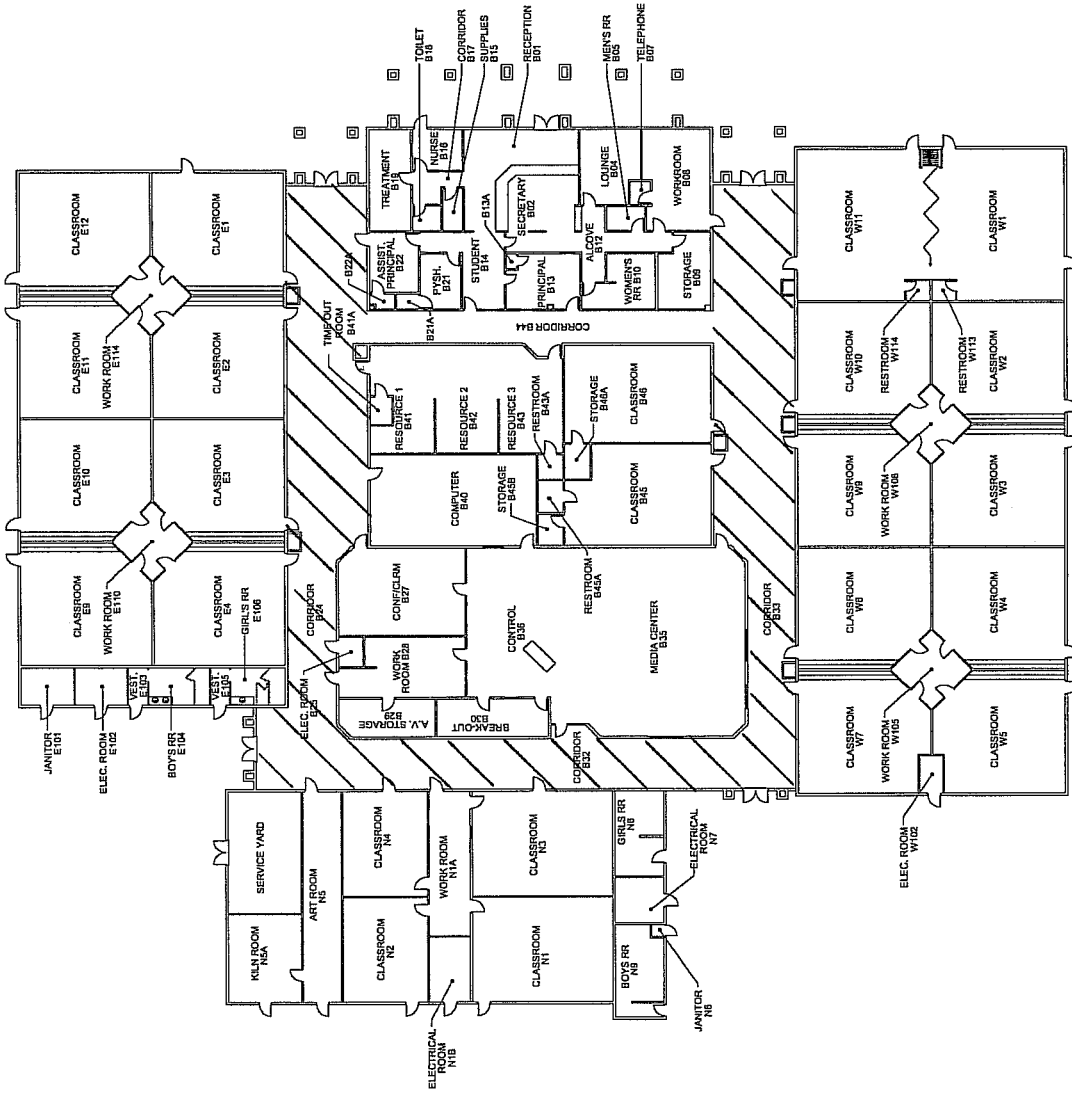 JANITOR
E101
ELEC. ROOM
E102
VEST.
E103
BOY'S RR
E104
VEST.
E105
GIRL'S RR
E106
CLASSROOM
E9
WORK ROOM
E110
CLASSROOM
E4
CLASSROOM
E10
CLASSROOM
E3
CLASSROOM
E11
WORK ROOM
E114
CLASSROOM
E2
CLASSROOM
E12
CLASSROOM
E1
CORRIDOR
B24
SERVICE YARD
KILN ROOM
N5A
ART ROOM
N5
CLASSROOM
N4
CLASSROOM
N2
WORK ROOM
N1A
ELECTRICAL
ROOM
N1B
CLASSROOM
N3
CLASSROOM
N1
GIRLS RR
ELECTRICAL
ROOM
N7
BOYS RR
N9
JANITOR
CORRIDOR
B32
ELEC. ROOM
A.V. STORAGE
B29
BREAK-OUT
B30
WORK
ROOM B28
CONF/CLRM
B27
CONTROL
B36
MEDIA CENTER
B35
CORRIDOR
B33
COMPUTER
B40
STORAGE
B45B
RESTROOM
B45A
CLASSROOM
B45
TIME OUT
ROOM
B41A
RESOURCE 1
B41
RESOURCE 2
B42
RESOURCE 3
B43
RESTROOM
B43A
STORAGE
B46A
CLASSROOM
B46
CORRIDOR B44
B22A
ASSIST.
PRINCIPAL
B22
B21A
PYSH.
B21
STUDENT
B14
B13A
PRINCIPAL
B13
ALCOVE
B12
WOMEN'S
RR B10
STORAGE
B09
TREATMENT
B19
NURSE
SECRETARY
B02
LOUNGE
B04
WORKROOM
B08
TOILET
CORRIDOR
B17
SUPPLIES
B15
RECEPTION
B01
MEN'S RR
B05
TELEPHONE
B07
CLASSROOM
W7
WORK ROOM
W105
CLASSROOM
W5
ELEC. ROOM
W102
CLASSROOM
CLASSROOM
W4
CLASSROOM
W9
WORK ROOM
CLASSROOM
W3
CLASSROOM
W10
RESTROOM
W114
RESTROOM
W113
CLASSROOM
W2
CLASSROOM
W11
CLASSROOM
W1